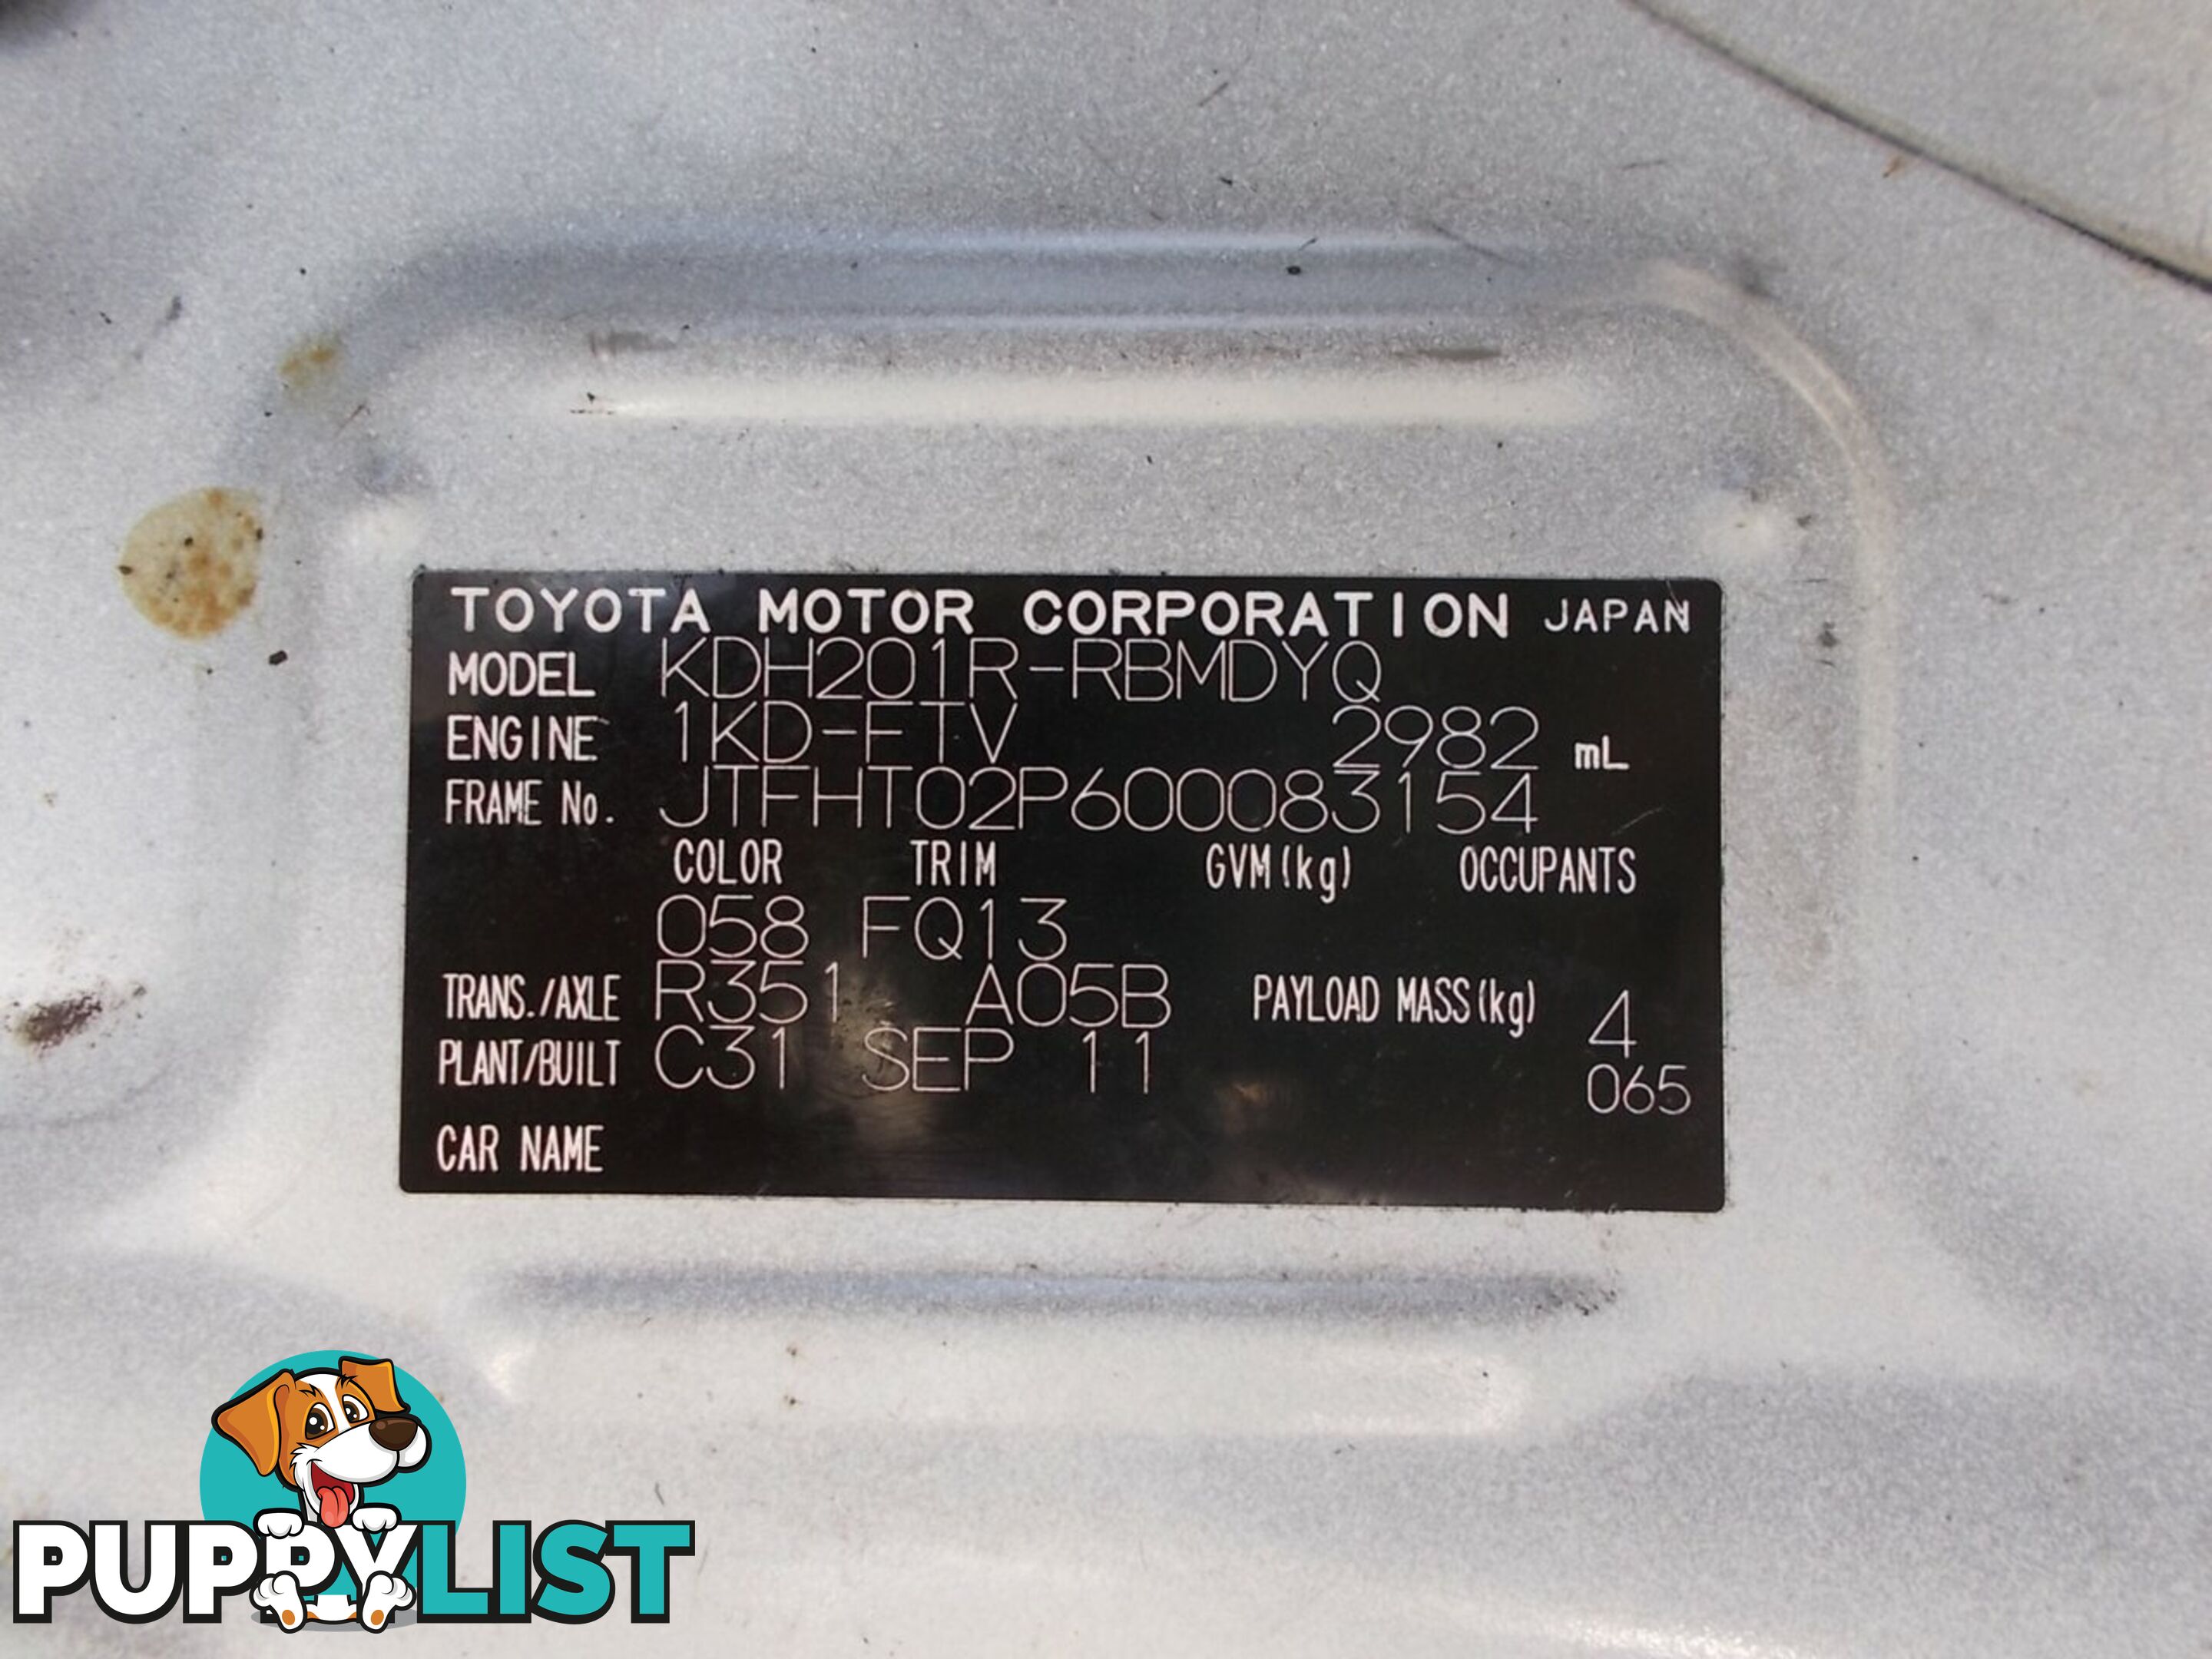 TOYOTA MOTOR CORPORATION JAPAN
MODEL KDH201R-RBMDYQ
ENGINE 1KD-FTV 2982 mL
FRAME No. JTFHT02P600083154
COLOR TRIM GVM(kg) OCCUPANTS
058 FQ13
TRANS./AXLE R351 A05B PAYLOAD MASS(kg) 4
PLANT/BUILT C31 SEP 11 065
CAR NAME
PUPPYLIST